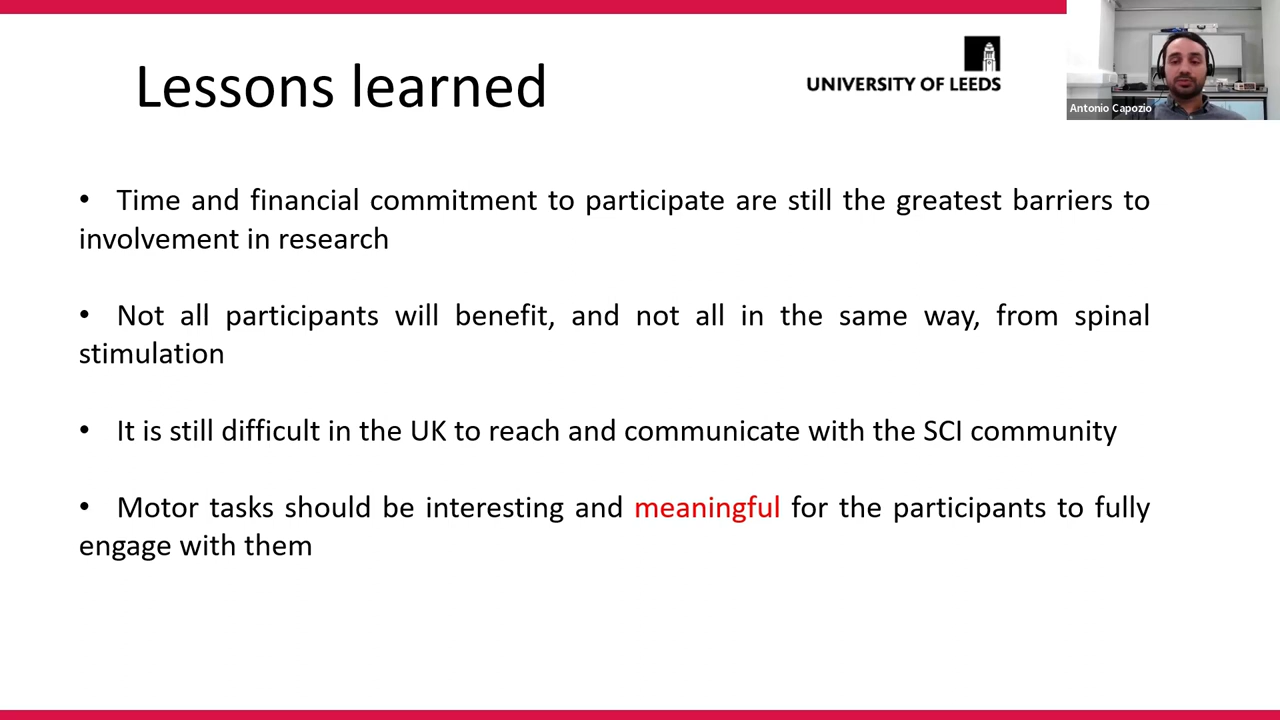 Lessons learned
UNIVERSITY OF LEEDS
Antonio Capozio
• Time and financial commitment to participate are still the greatest barriers to
involvement in research
• Not all participants will benefit, and not all in the same way, from spinal
stimulation
• It is still difficult in the UK to reach and communicate with the SCI community
• Motor tasks should be interesting and meaningful for the participants to fully
engage with them